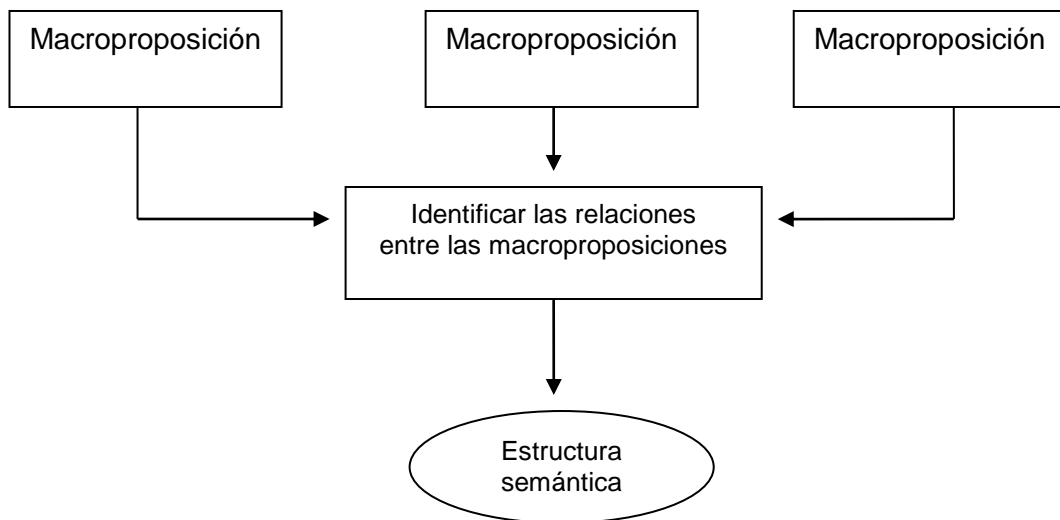 Macroproposición
Macroproposición
Macroproposición
Identificar las relaciones
entre las macroproposiciones
Estructura
semántica